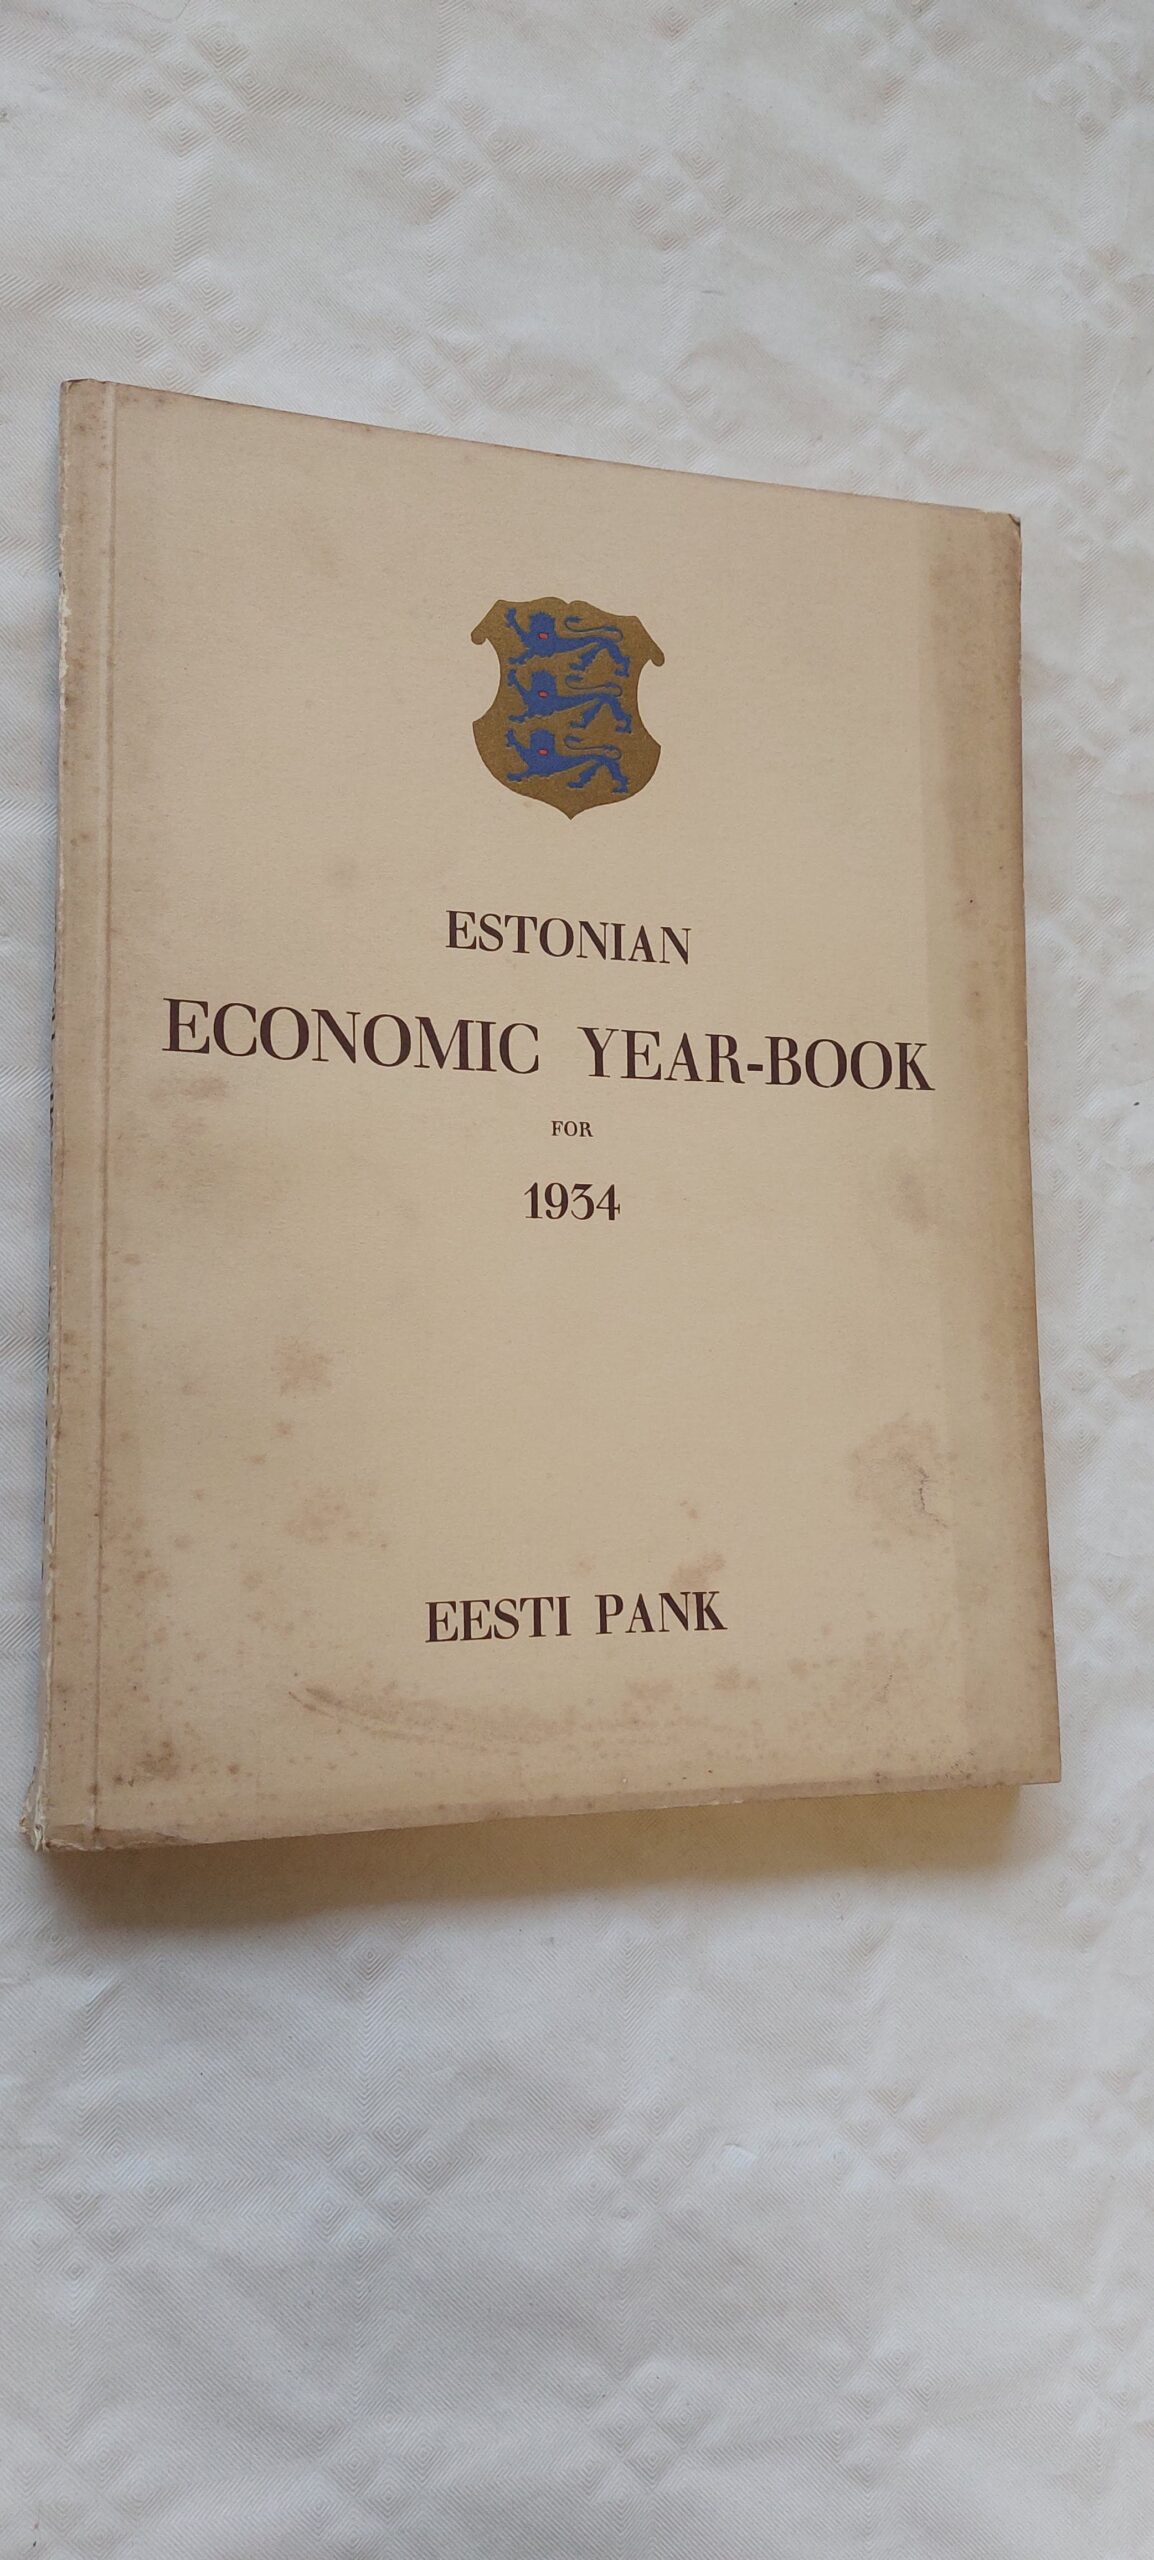 ESTONIAN
ECONOMIC YEAR-BOOK
FOR
1934
EESTI PANK